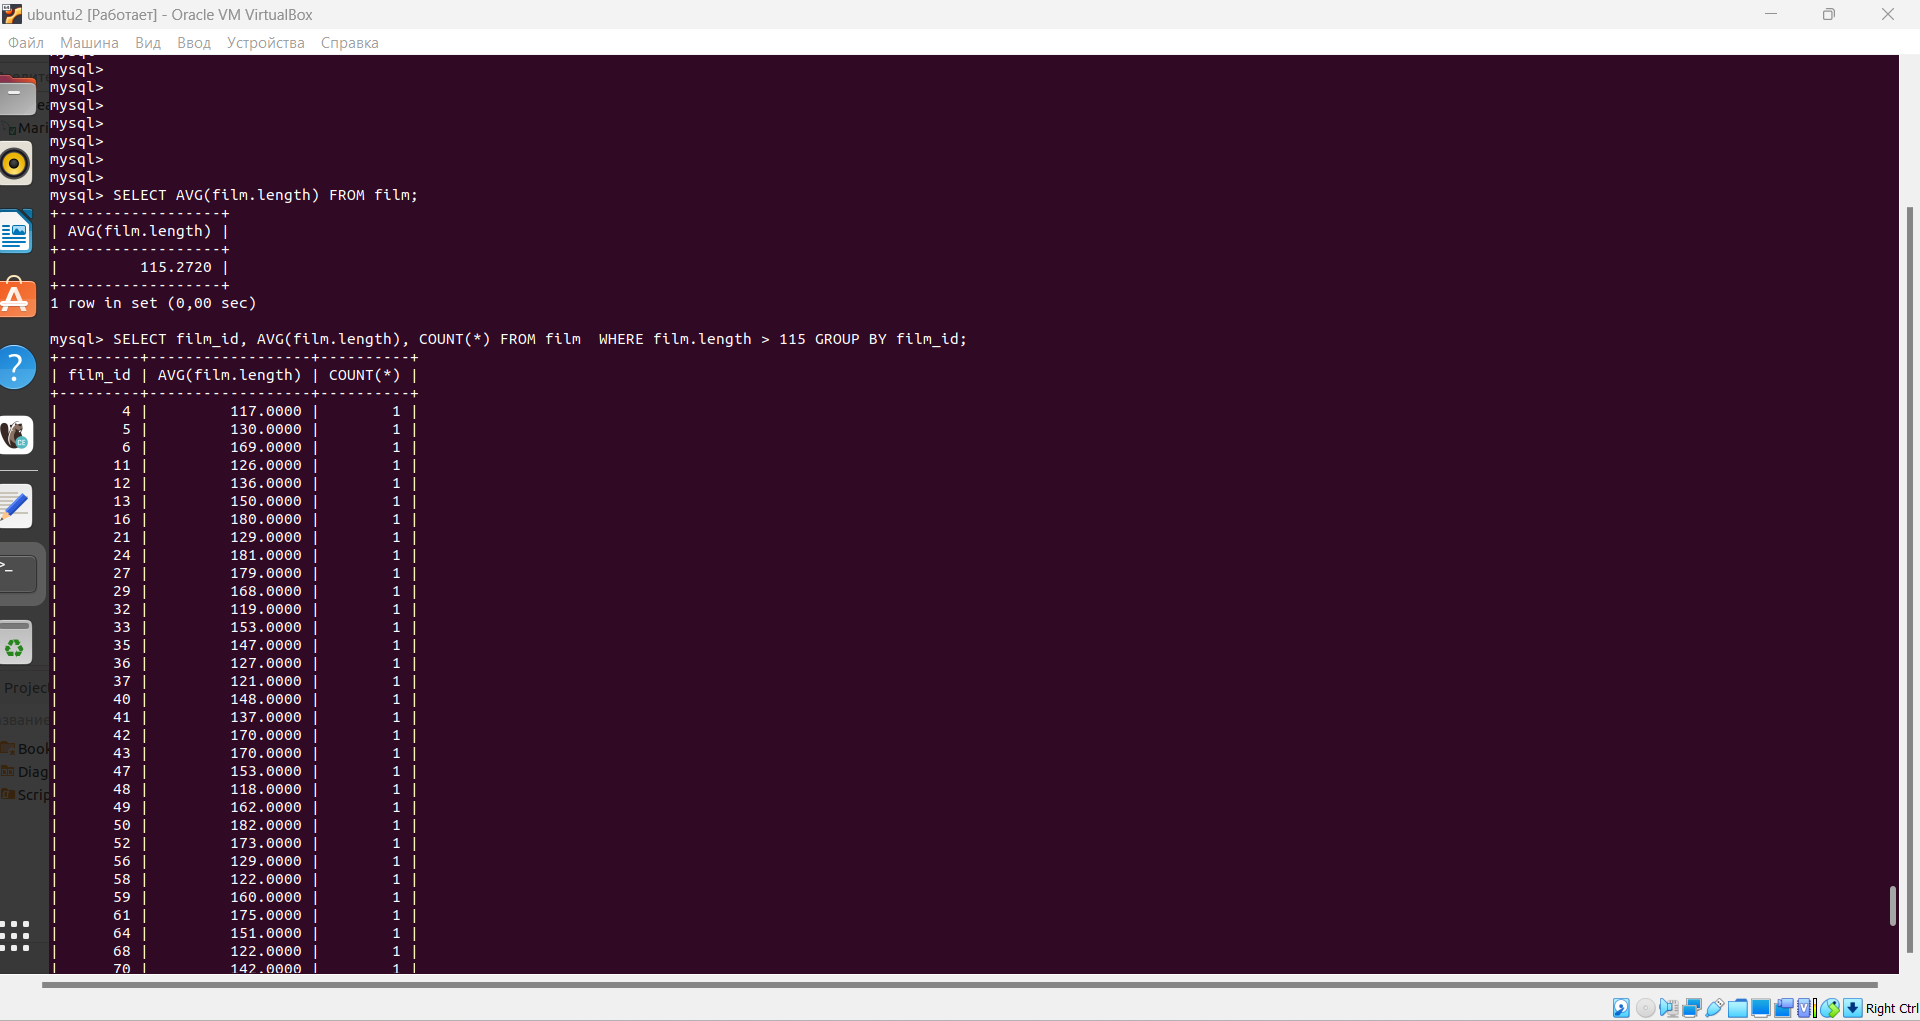 ubuntu2 [Работает] - Oracle VM VirtualBox
Файл Машина Вид Ввод Устройства Справка
mysql>
mysql>
mysql>
mysql>
mysql>
mysql>
mysql>
mysql> SELECT AVG(film.length) FROM film;
+------------------+
| AVG(film.length) |
+------------------+
|         115.2720 |
+------------------+
1 row in set (0,00 sec)
mysql> SELECT film_id, AVG(film.length), COUNT(*) FROM film  WHERE film.length > 115 GROUP BY film_id;
+---------+------------------+----------+
| film_id | AVG(film.length) | COUNT(*) |
+---------+------------------+----------+
|       4 |         117.0000 |        1 |
|       5 |         130.0000 |        1 |
|       6 |         169.0000 |        1 |
|      11 |         126.0000 |        1 |
|      12 |         136.0000 |        1 |
|      13 |         150.0000 |        1 |
|      16 |         180.0000 |        1 |
|      21 |         129.0000 |        1 |
|      24 |         181.0000 |        1 |
|      27 |         179.0000 |        1 |
|      29 |         168.0000 |        1 |
|      32 |         119.0000 |        1 |
|      33 |         153.0000 |        1 |
|      35 |         147.0000 |        1 |
|      36 |         127.0000 |        1 |
|      37 |         121.0000 |        1 |
|      40 |         148.0000 |        1 |
|      41 |         137.0000 |        1 |
|      42 |         170.0000 |        1 |
|      43 |         170.0000 |        1 |
|      47 |         153.0000 |        1 |
|      48 |         118.0000 |        1 |
|      49 |         162.0000 |        1 |
|      50 |         182.0000 |        1 |
|      52 |         173.0000 |        1 |
|      56 |         129.0000 |        1 |
|      58 |         122.0000 |        1 |
|      59 |         160.0000 |        1 |
|      61 |         175.0000 |        1 |
|      64 |         151.0000 |        1 |
|      68 |         122.0000 |        1 |
|      70 |         142.0000 |        1 |
Mari
Projec
звание
Book
Diag
Scrip
Right Ctrl